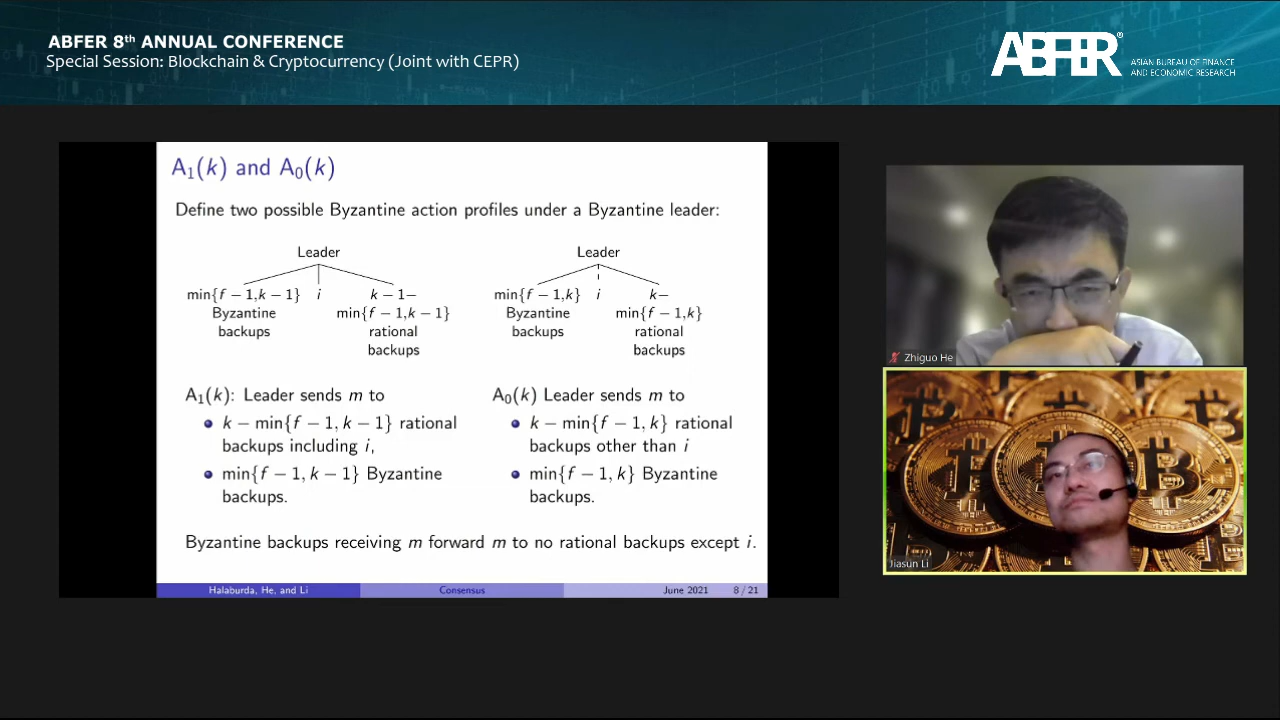 ABFER 8th ANNUAL CONFERENCE
Special Session: Blockchain & Cryptocurrency (Joint with CEPR)
ABFER®
ASIAN BUREAU OF FINANCE
AND ECONOMIC RESEARCH
A₁(k) and A₀(k)
Define two possible Byzantine action profiles under a Byzantine leader:
Leader
min{f − 1,k − 1} i k − 1−
Byzantine min{f − 1,k − 1}
backups rational
backups
Leader
min{f − 1,k} i k−
Byzantine min{f − 1,k}
backups rational
backups
A₁(k): Leader sends m to
k − min{f − 1, k − 1} rational
backups including i,
min{f − 1, k − 1} Byzantine
backups.
A₀(k) Leader sends m to
k − min{f − 1, k} rational
backups other than i
min{f − 1, k} Byzantine
backups.
Byzantine backups receiving m forward m to no rational backups except i.
Halaburda, He, and Li Consensus June 2021 8 / 21
Zhiguo He
Jiasun Li